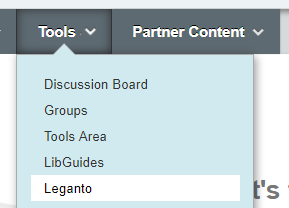 Tools Partner Content
Discussion Board
Groups
Tools Area
LibGuides
Leganto